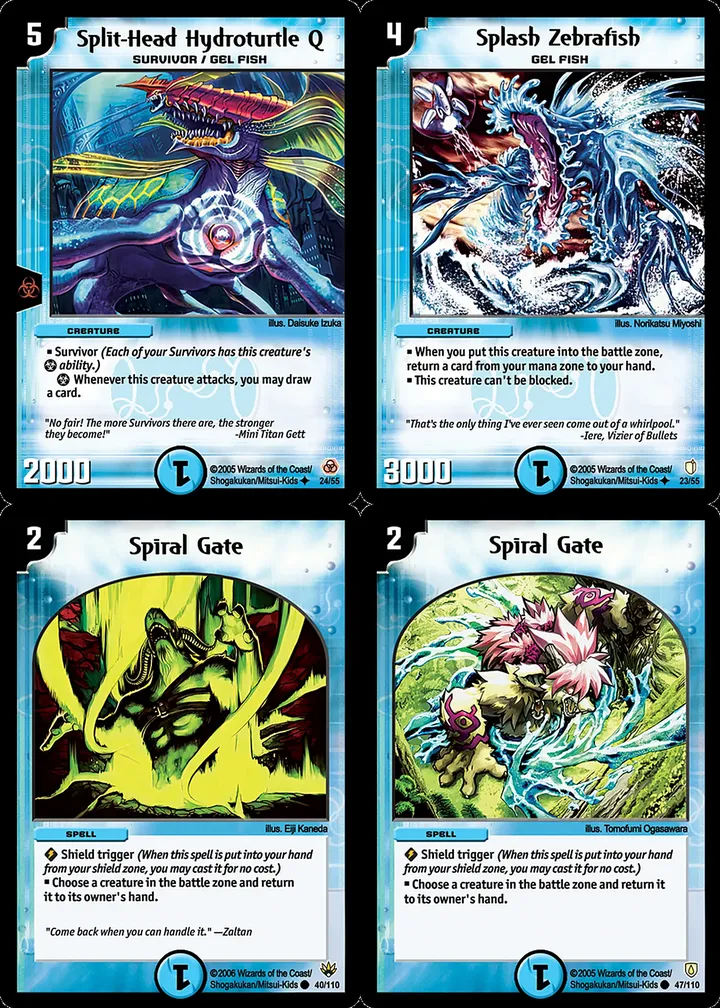 5
Split-Head Hydroturtle Q
SURVIVOR / GEL FISH
illus. Daisuke Izuka
CREATURE
▪ Survivor (Each of your Survivors has this creature's
ability.)
Whenever this creature attacks, you may draw
a card.
"No fair! The more Survivors there are, the stronger
they become!" -Mini Titan Gett
2000
©2005 Wizards of the Coast/
Shogakukan/Mitsui-Kids ✦ 24/55
4
Splash Zebrafish
GEL FISH
illus. Norikatsu Miyoshi
CREATURE
▪ When you put this creature into the battle zone,
return a card from your mana zone to your hand.
▪ This creature can't be blocked.
"That's the only thing I've ever seen come out of a whirlpool."
-Iere, Vizier of Bullets
3000
©2005 Wizards of the Coast/
Shogakukan/Mitsui-Kids ✦ 23/55
2
Spiral Gate
illus. Eiji Kaneda
SPELL
Shield trigger (When this spell is put into your hand
from your shield zone, you may cast it for no cost.)
▪ Choose a creature in the battle zone and return
it to its owner's hand.
"Come back when you can handle it." —Zaltan
©2006 Wizards of the Coast/
Shogakukan/Mitsui-Kids ● 40/110
2
Spiral Gate
illus. Tomofumi Ogasawara
SPELL
Shield trigger (When this spell is put into your hand
from your shield zone, you may cast it for no cost.)
▪ Choose a creature in the battle zone and return it
to its owner's hand.
©2005 Wizards of the Coast/
Shogakukan/Mitsui-Kids ● 47/110